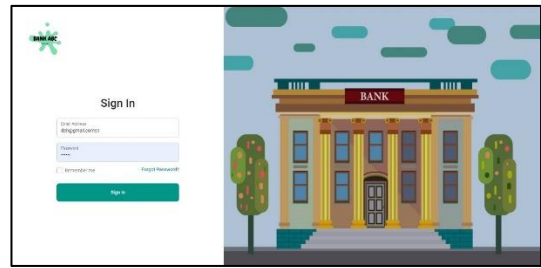 BANK ABC
BANK
Sign In
Email Address
Password
Remember me Forgot Password?
Sign In